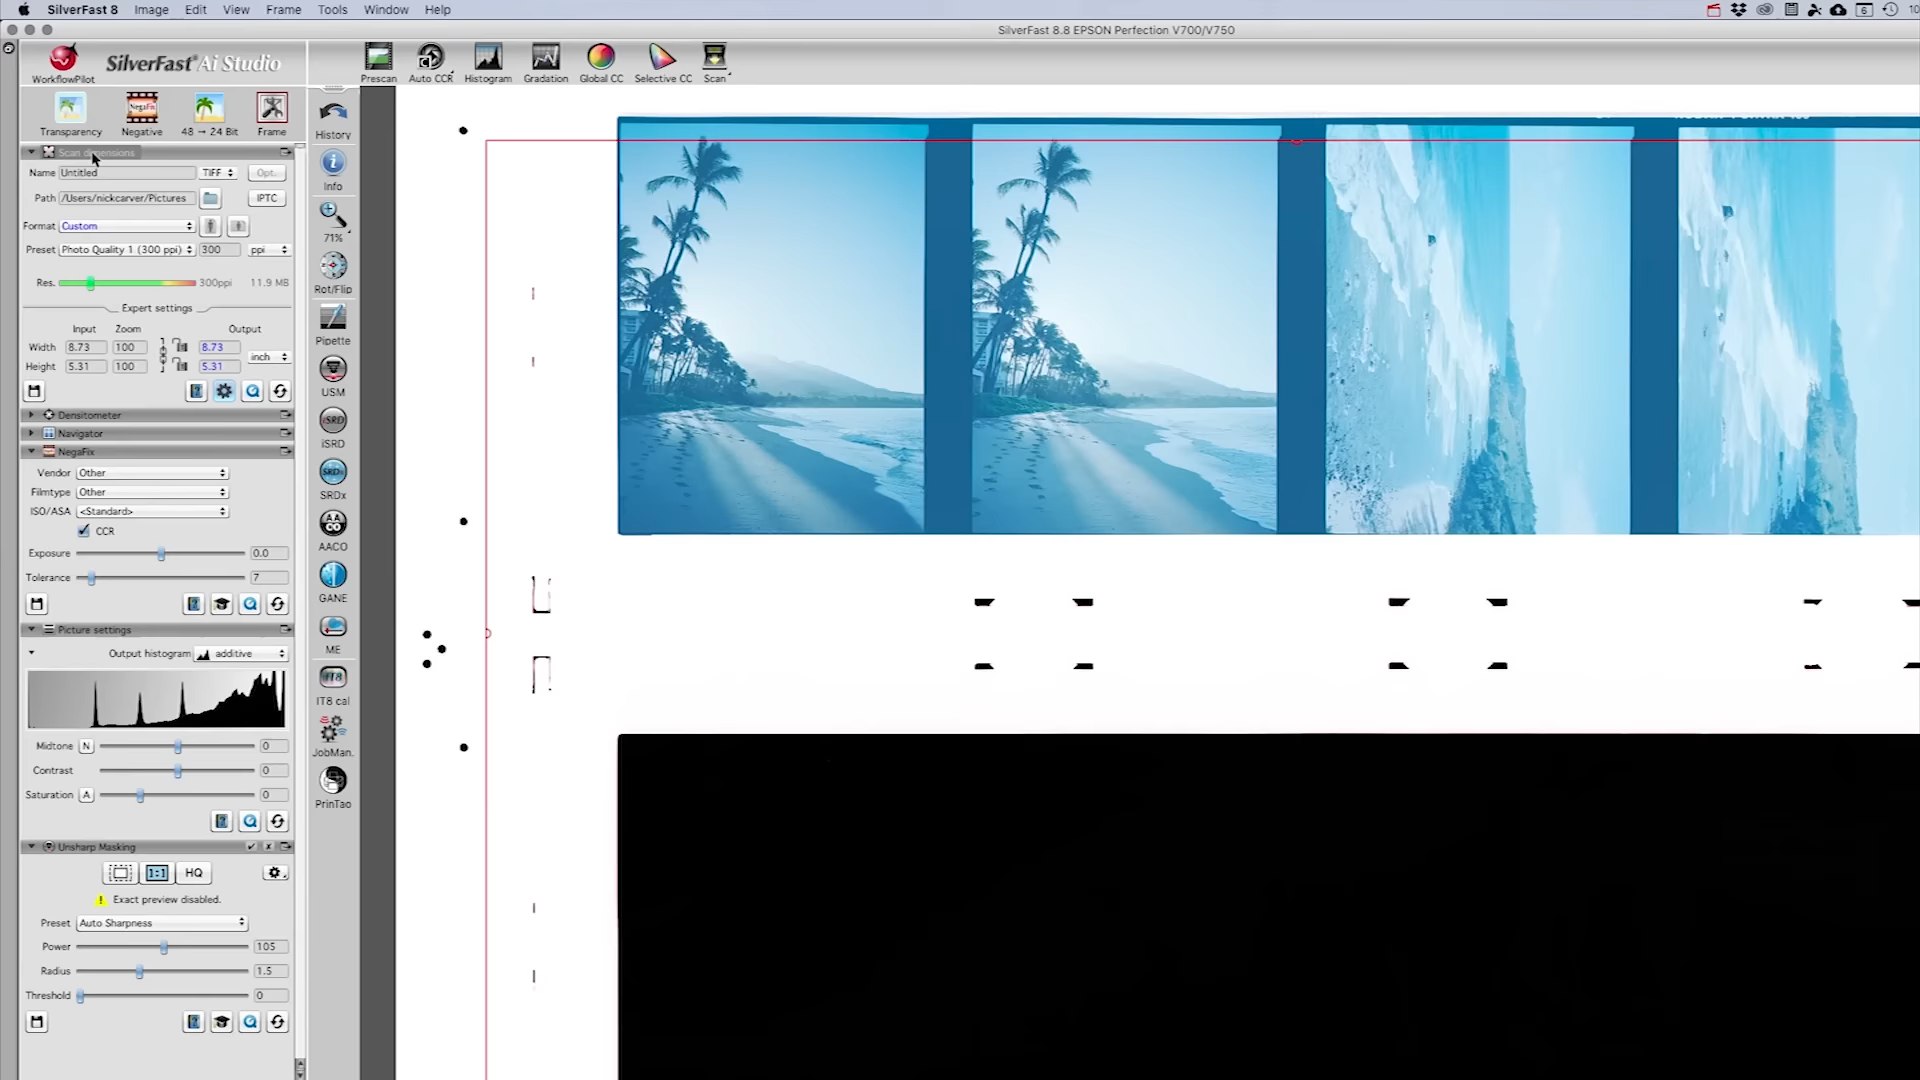 SilverFast 8 Image Edit View Frame Tools Window Help
SilverFast 8.8 EPSON Perfection V700/V750
WorkflowPilot SilverFast Ai Studio
Prescan Auto CCR Histogram Gradation Global CC Selective CC Scan
Transparency Negative 48 → 24 Bit Frame
NegaFix
Scan dimensions
Name Untitled TIFF Opt.
Path /Users/nickcarver/Pictures IPTC
Format Custom
Preset Photo Quality 1 (300 ppi) 300 ppi
Res. 300ppi 11.9 MB
Expert settings
Input Zoom Output
Width 8.73 100 8.73
inch
Height 5.31 100 5.31
Densitometer
Navigator
NegaFix
Vendor Other
Filmtype Other
ISO/ASA <Standard>
CCR
Exposure 0.0
Tolerance 7
Picture settings
Output histogram additive
Midtone N 0
Contrast 0
Saturation A 0
Unsharp Masking
1:1 HQ
Exact preview disabled.
Preset Auto Sharpness
Power 105
Radius 1.5
Threshold 0
History
Info
71%
Rot/Flip
Pipette
USM
iSRD
iSRD
SRDx
SRDx
AACO
AACO
GANE
ME
IT8
IT8 cal
JobMan.
PrinTao